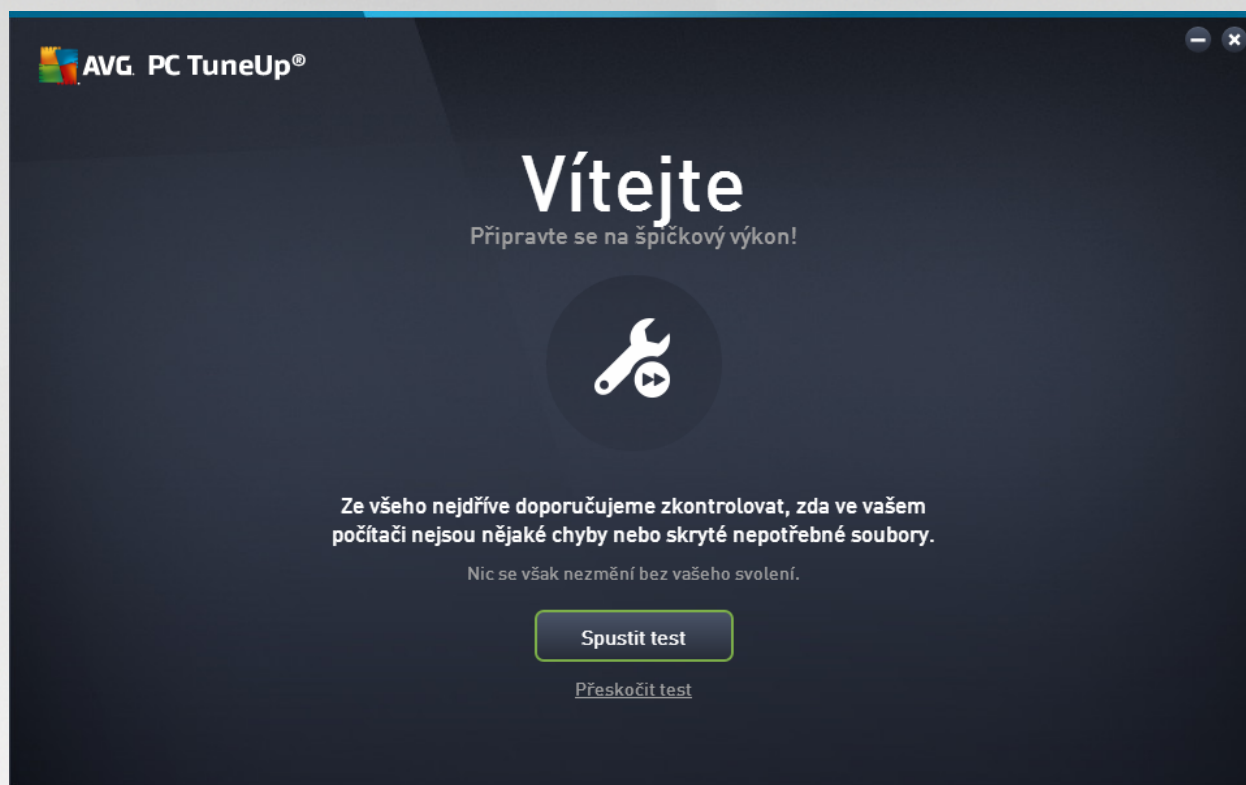 AVG. PC TuneUp®
Vítejte
Připravte se na špičkový výkon!
Ze všeho nejdříve doporučujeme zkontrolovat, zda ve vašem
počítači nejsou nějaké chyby nebo skryté nepotřebné soubory.
Nic se však nezmění bez vašeho svolení.
Spustit test
Přeskočit test